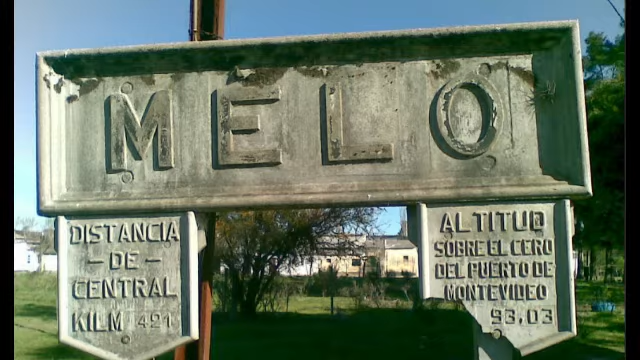 MELO
DISTANCIA
- DE -
CENTRAL
KILM 421
ALTITUD
SOBRE EL CERO
DEL PUERTO DE
MONTEVIDEO
93,03